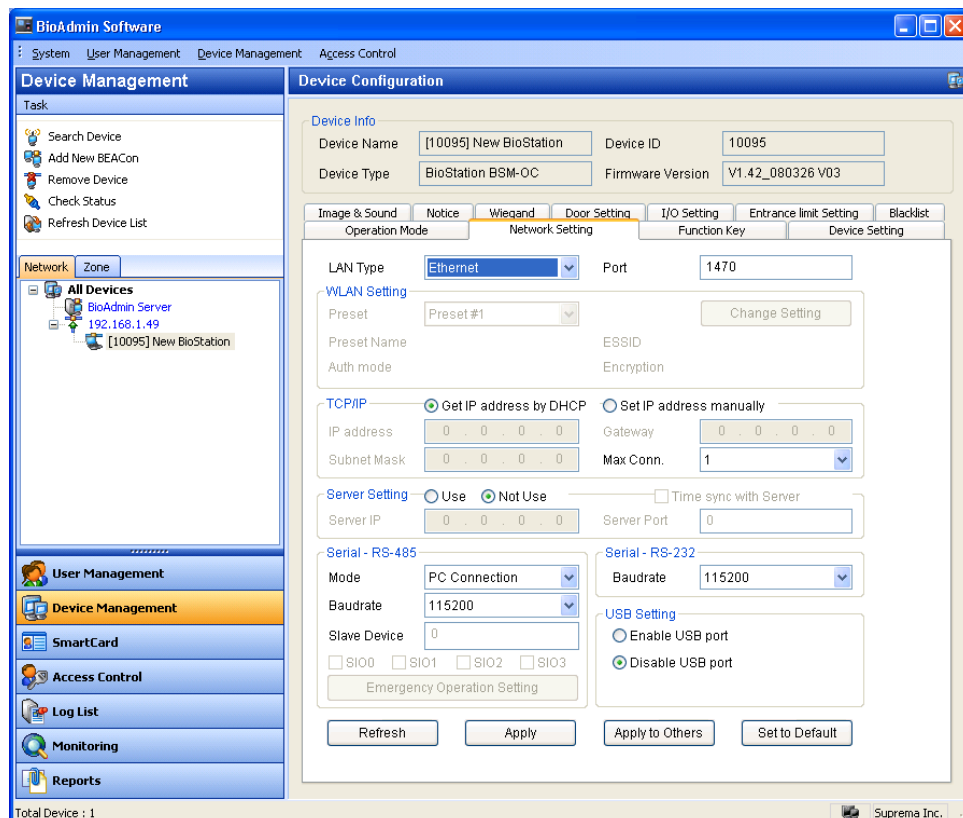 BioAdmin Software
System User Management Device Management Access Control
Device Management
Task
Search Device
Add New BEACon
Remove Device
Check Status
Refresh Device List
Network Zone
All Devices
BioAdmin Server
192.168.1.49
[10095] New BioStation
User Management
Device Management
SmartCard
Access Control
Log List
Monitoring
Reports
Device Configuration
Device Info
Device Name [10095] New BioStation Device ID 10095
Device Type BioStation BSM-OC Firmware Version V1.42_080326 V03
Image & Sound Notice Wiegand Door Setting I/O Setting Entrance limit Setting Blacklist
Operation Mode Network Setting Function Key Device Setting
LAN Type Ethernet Port 1470
WLAN Setting
Preset Preset #1 Change Setting
Preset Name ESSID
Auth mode Encryption
TCP/IP Get IP address by DHCP Set IP address manually
IP address 0 . 0 . 0 . 0 Gateway 0 . 0 . 0 . 0
Subnet Mask 0 . 0 . 0 . 0 Max Conn. 1
Server Setting Use Not Use Time sync with Server
Server IP 0 . 0 . 0 . 0 Server Port 0
Serial - RS-485
Mode PC Connection
Baudrate 115200
Slave Device 0
SIO0 SIO1 SIO2 SIO3
Emergency Operation Setting
Serial - RS-232
Baudrate 115200
USB Setting
Enable USB port
Disable USB port
Refresh Apply Apply to Others Set to Default
Total Device : 1 Suprema Inc.